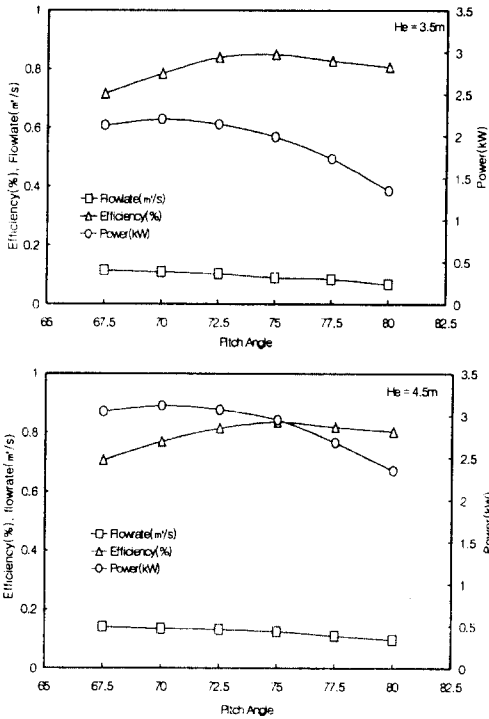 He = 3.5m
Efficiency(%), Flowlate(m³/s)
Power(kW)
1
0.8
0.6
0.4
0.2
0
3.5
3
2.5
2
1.5
1
0.5
0
Flowlate(m³/s)
Efficiency(%)
Power(kW)
65 67.5 70 72.5 75 77.5 80 82.5
Pitch Angle
He = 4.5m
Efficiency(%), flowrate(m³/s)
Power(kW)
1
0.8
0.6
0.4
0.2
0
3.5
3
2.5
2
1.5
1
0.5
0
Flowrate(m³/s)
Efficiency(%)
Power(kW)
65 67.5 70 72.5 75 77.5 80 82.5
Pitch Angle